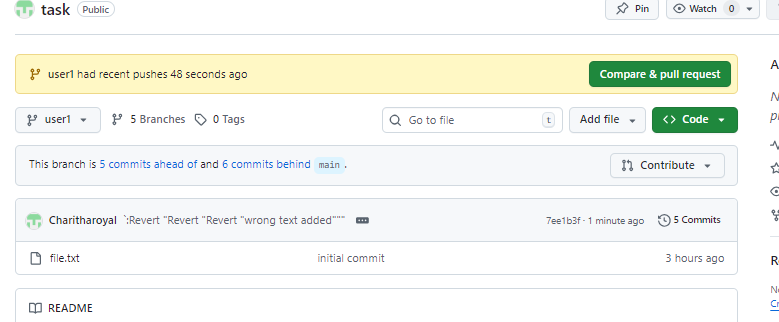 task Public Pin Watch 0
user1 had recent pushes 48 seconds ago Compare & pull request
user1 5 Branches 0 Tags Go to file t Add file Code
This branch is 5 commits ahead of and 6 commits behind main.
Contribute
Charitharoyal `:Revert "Revert "Revert "wrong text added""" 7ee1b3f · 1 minute ago 5 Commits
file.txt initial commit 3 hours ago
README